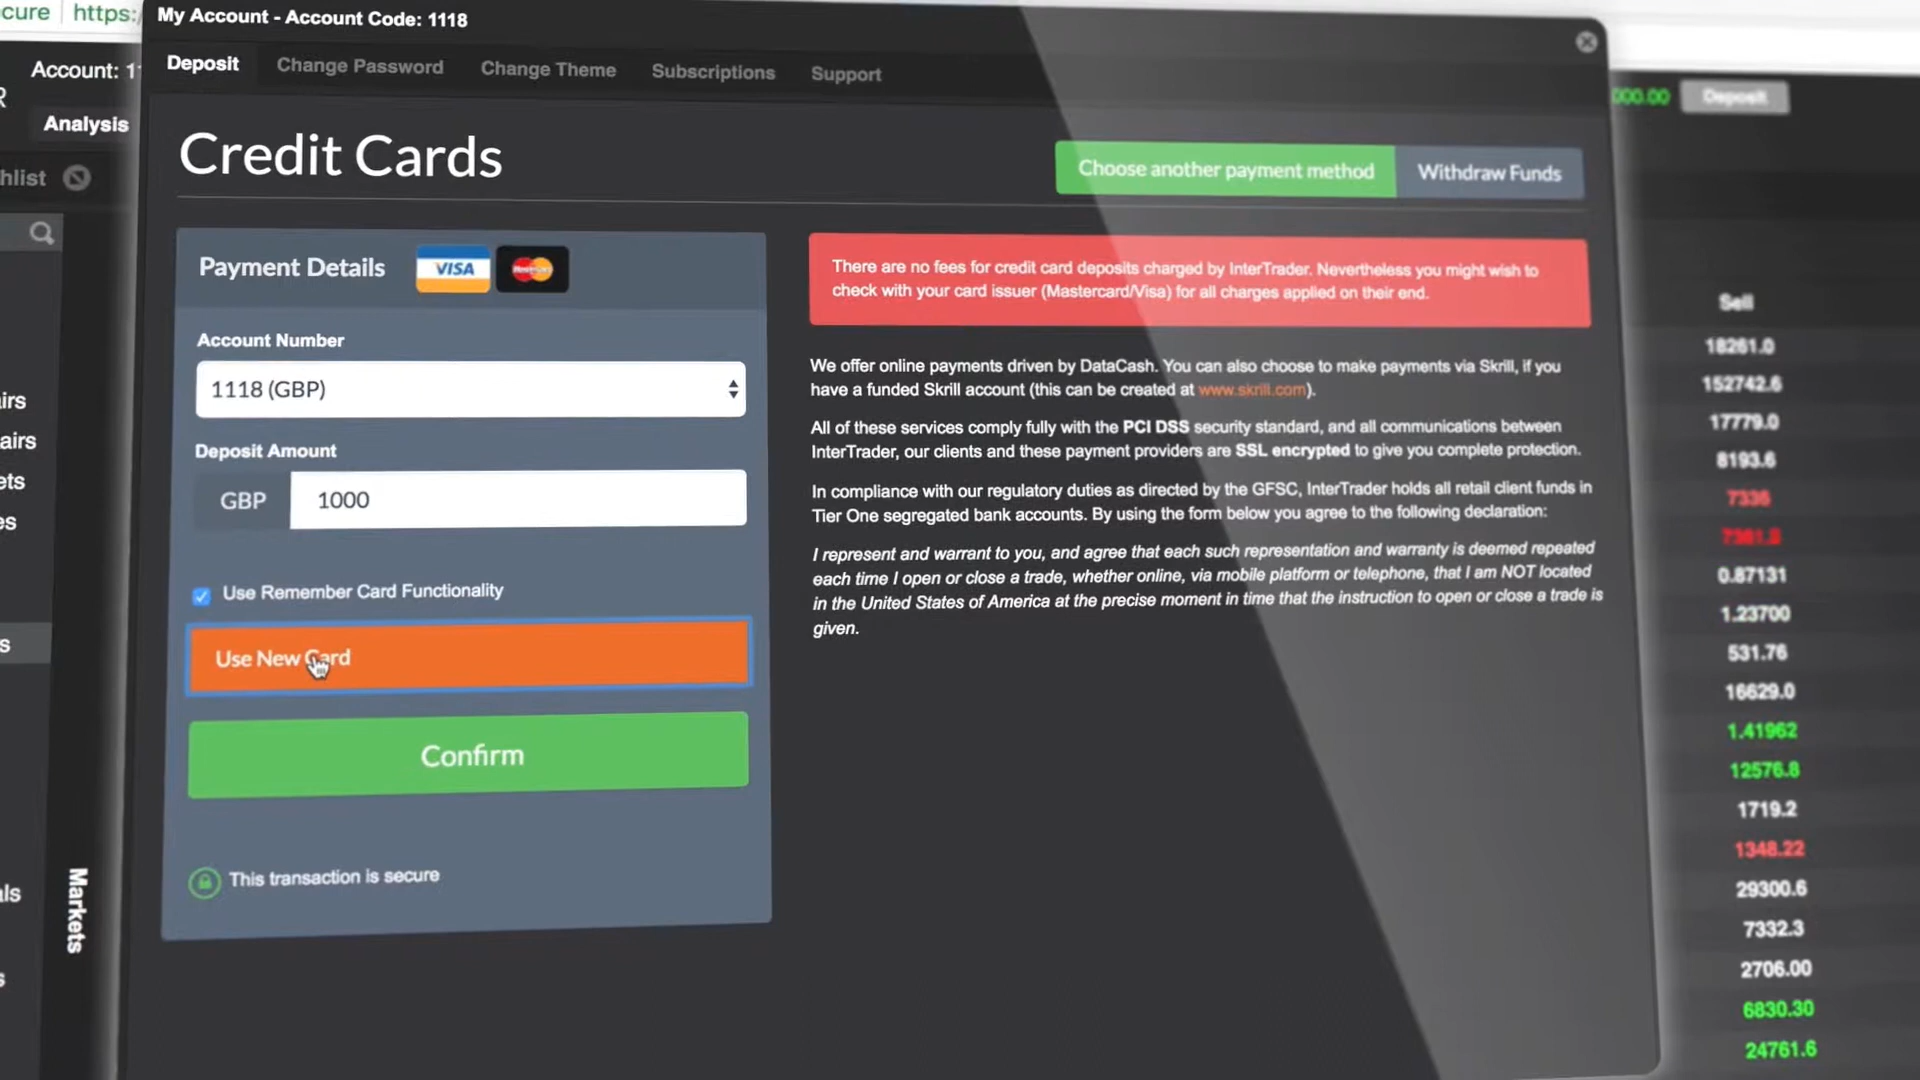 cure
https:
My Account - Account Code: 1118
Account: 1
Deposit
Change Password
Change Theme
Subscriptions
Support
000.00
Deposit
Analysis
Credit Cards
Choose another payment method
Withdraw Funds
hlist
Payment Details
VISA
MasterCard
There are no fees for credit card deposits charged by InterTrader. Nevertheless you might wish to
check with your card issuer (Mastercard/Visa) for all charges applied on their end.
Account Number
1118 (GBP)
We offer online payments driven by DataCash. You can also choose to make payments via Skrill, if you
have a funded Skrill account (this can be created at www.skrill.com).
Deposit Amount
GBP
1000
All of these services comply fully with the PCI DSS security standard, and all communications between
InterTrader, our clients and these payment providers are SSL encrypted to give you complete protection.
In compliance with our regulatory duties as directed by the GFSC, InterTrader holds all retail client funds in
Tier One segregated bank accounts. By using the form below you agree to the following declaration:
I represent and warrant to you, and agree that each such representation and warranty is deemed repeated
each time I open or close a trade, whether online, via mobile platform or telephone, that I am NOT located
in the United States of America at the precise moment in time that the instruction to open or close a trade is
given.
Use Remember Card Functionality
Use New Card
Confirm
This transaction is secure
irs
airs
ets
es
s
ls
s
Markets
Sell
18261.0
152742.6
17779.0
8193.6
7336
0.87131
1.23700
531.76
16629.0
1.41962
12576.8
1719.2
1348.22
29300.6
7332.3
2706.00
6830.30
24761.6